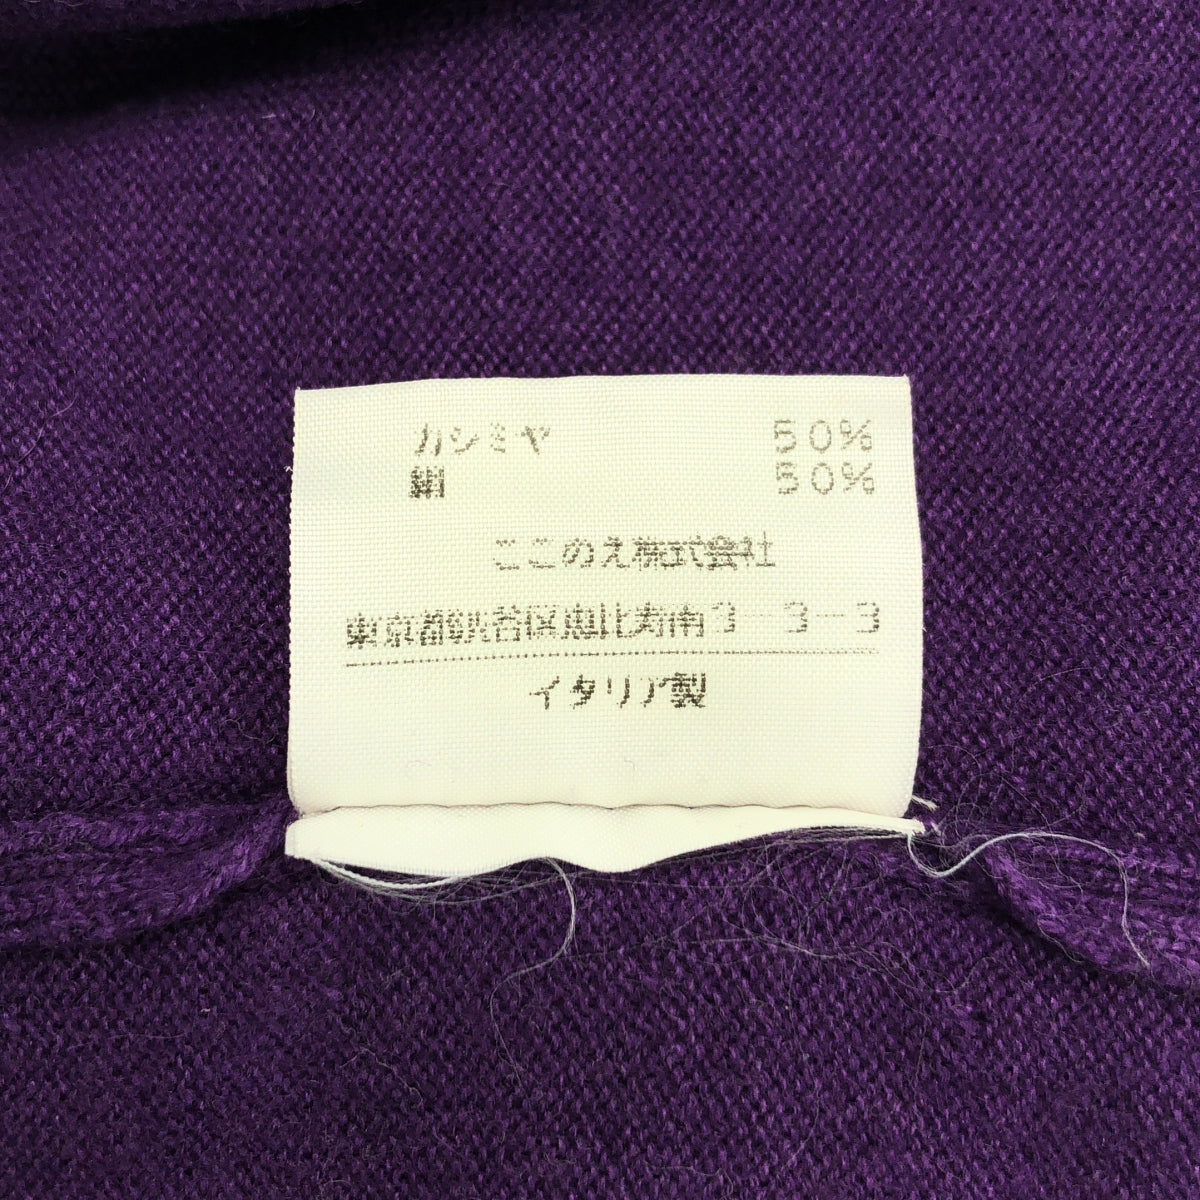 カシミヤ 50%
絹 50%
ここのえ株式会社
東京都渋谷区恵比寿南3-3-3
イタリア製